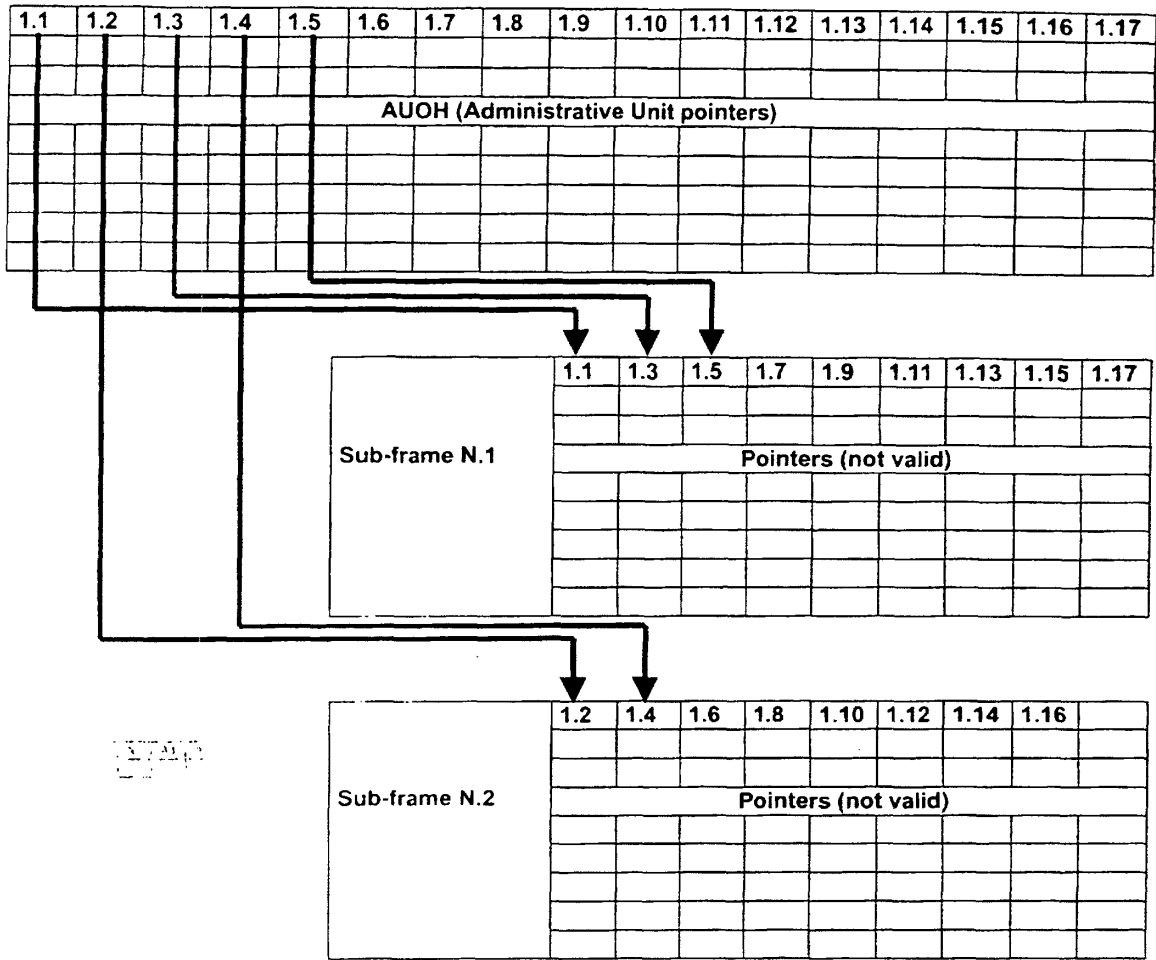 1.1 1.2 1.3 1.4 1.5 1.6 1.7 1.8 1.9 1.10 1.11 1.12 1.13 1.14 1.15 1.16 1.17
AUOH (Administrative Unit pointers)
1.1 1.3 1.5 1.7 1.9 1.11 1.13 1.15 1.17
Sub-frame N.1
Pointers (not valid)
1.2 1.4 1.6 1.8 1.10 1.12 1.14 1.16
Sub-frame N.2
Pointers (not valid)